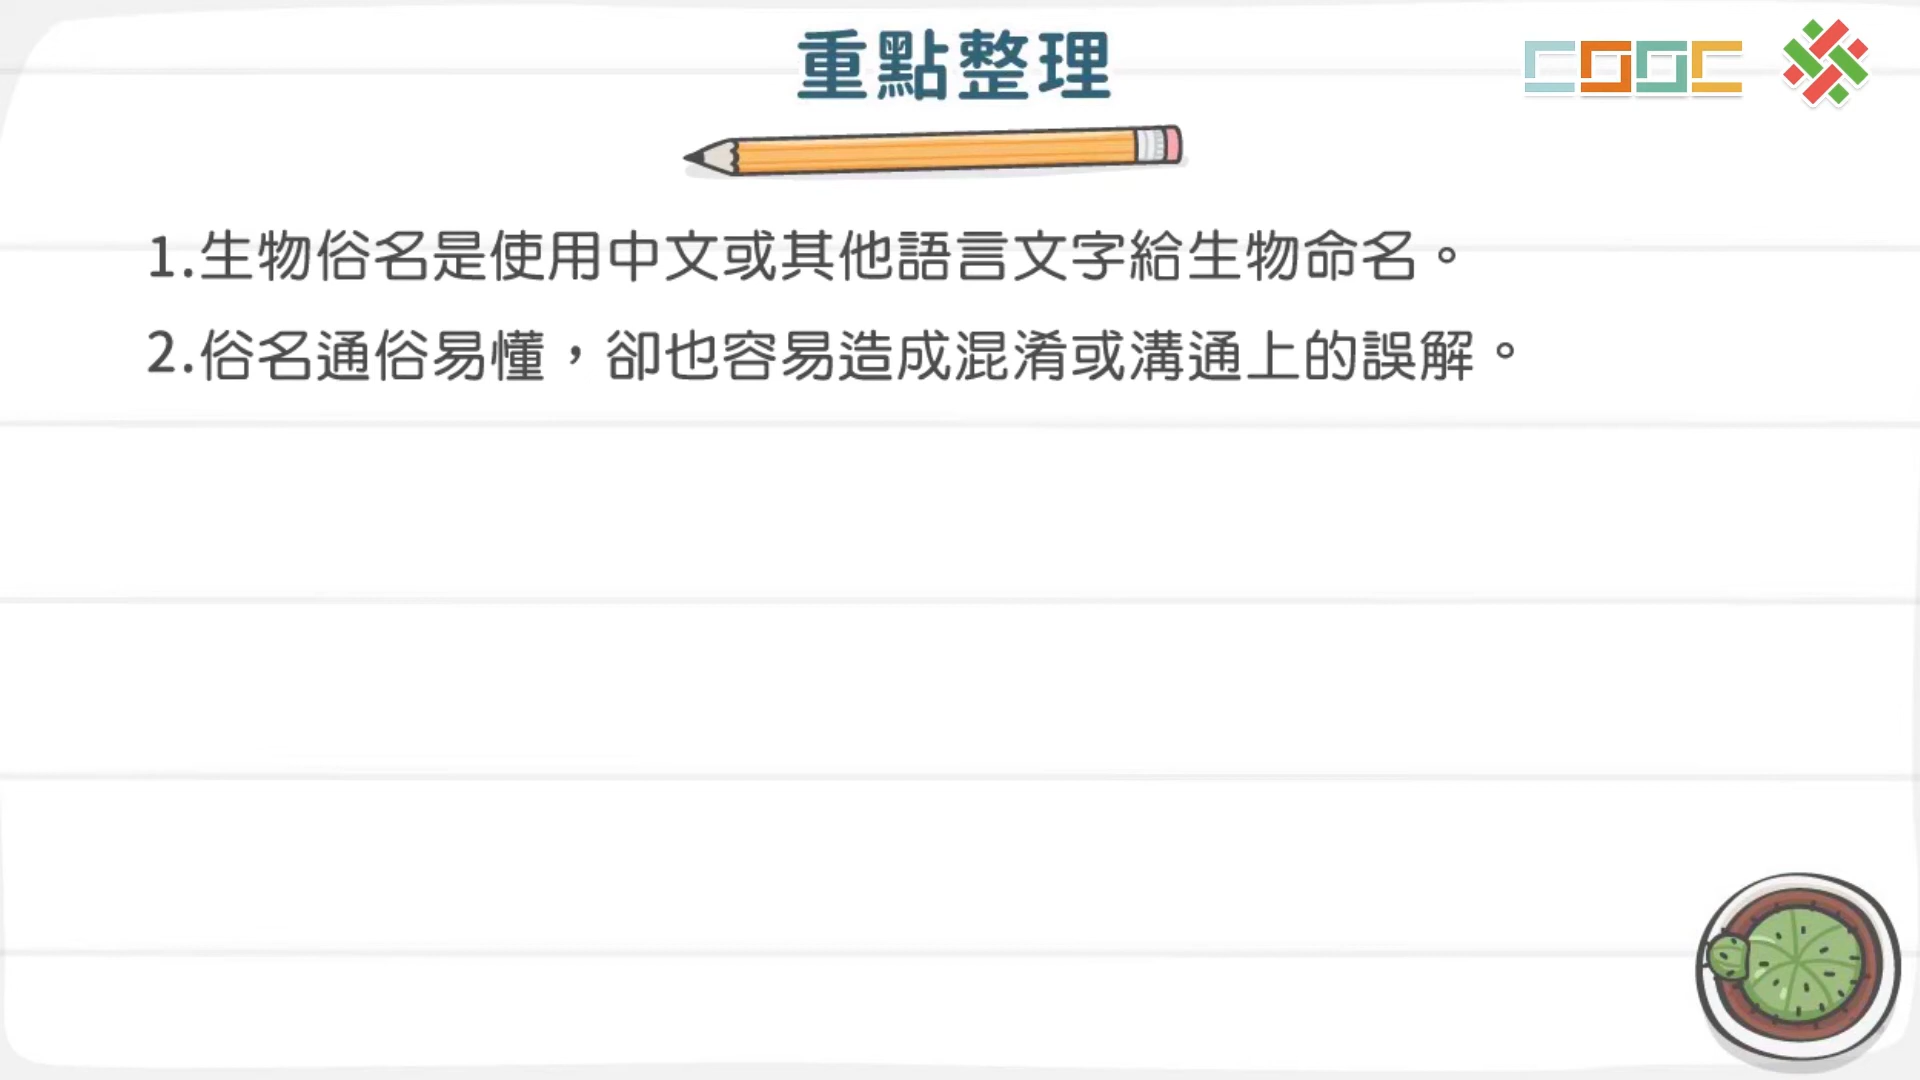 重點整理
COOC
1.生物俗名是使用中文或其他語言文字給生物命名。
2.俗名通俗易懂，卻也容易造成混淆或溝通上的誤解。